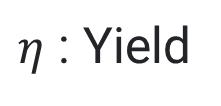 η : Yield